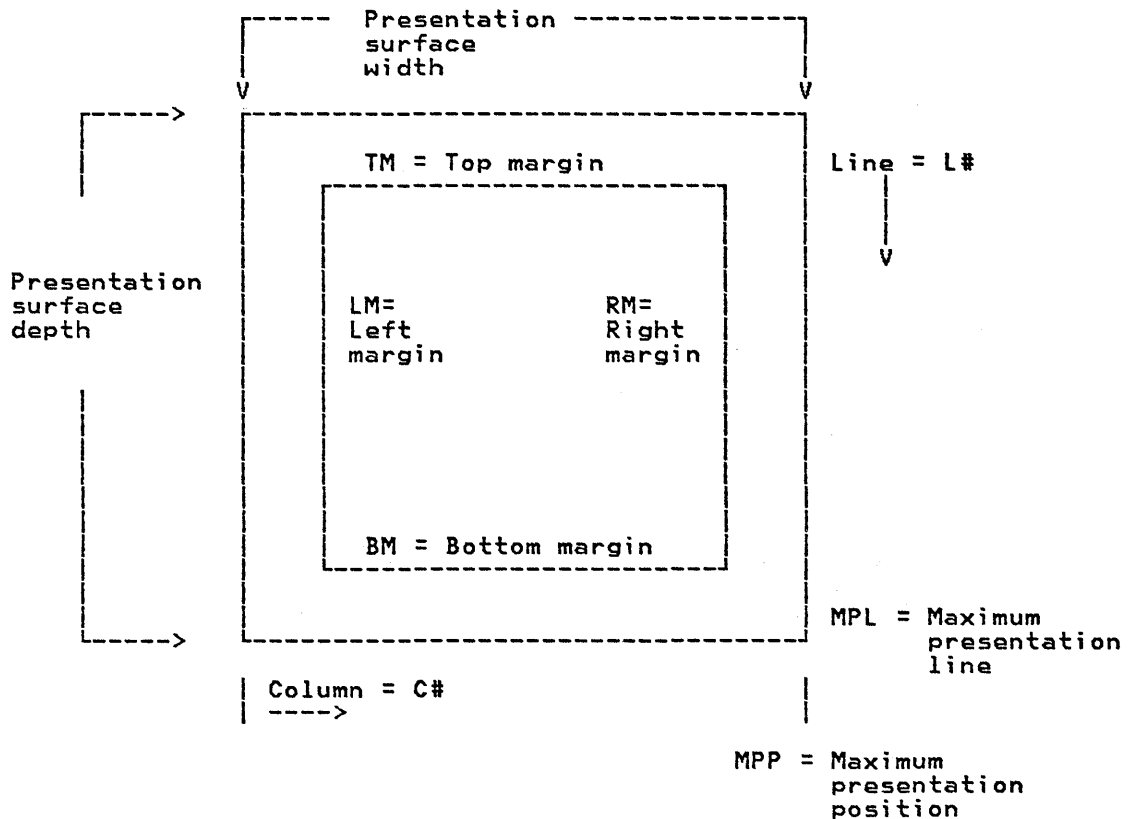 Presentation
surface
width
TM = Top margin
Line = L#
Presentation
surface
depth
LM=
Left
margin
RM=
Right
margin
BM = Bottom margin
MPL = Maximum
presentation
line
Column = C#
MPP = Maximum
presentation
position